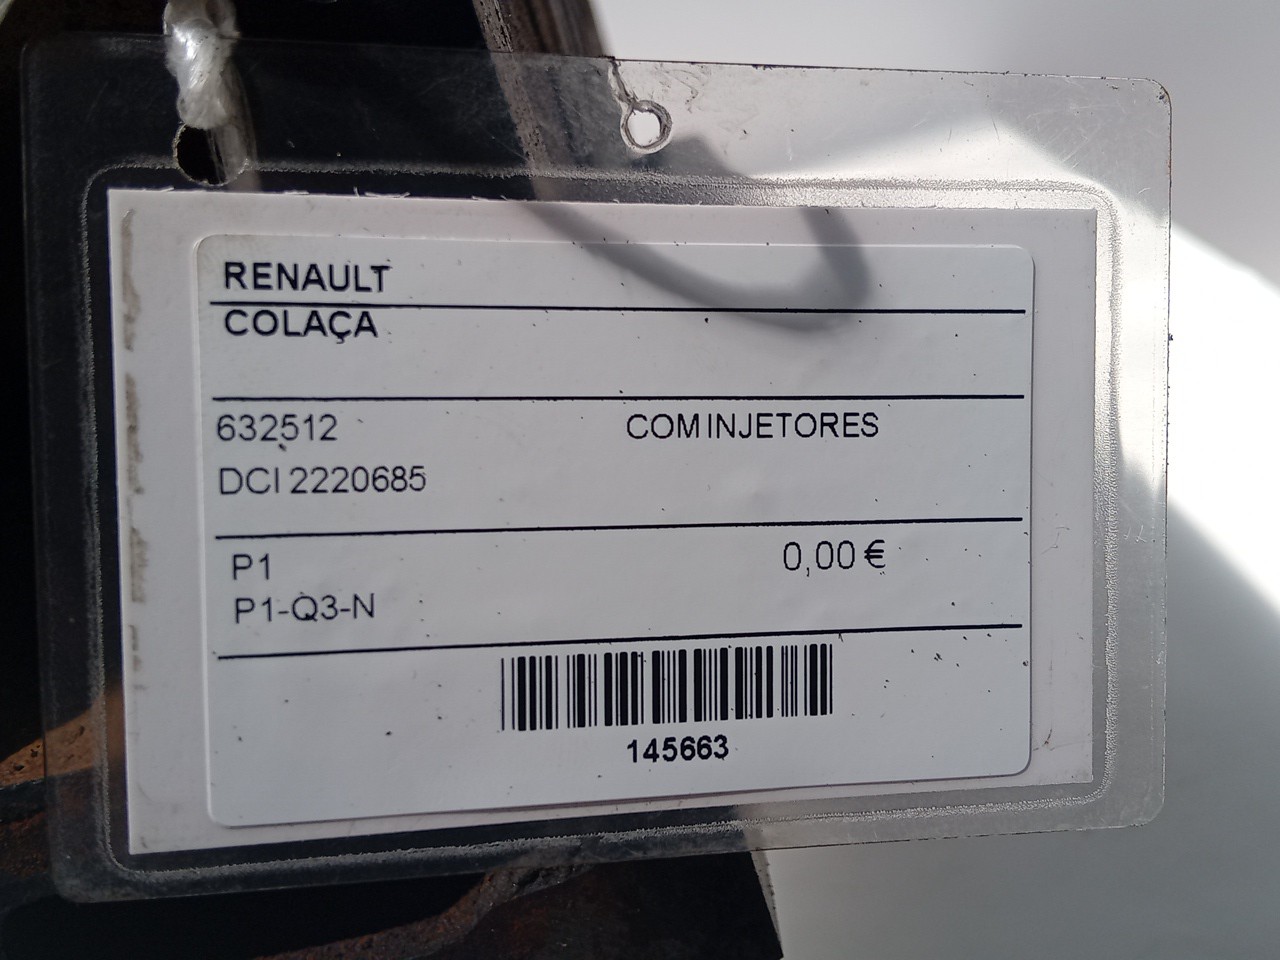 RENAULT
COLAÇA
632512 COM INJETORES
DCI 2220685
P1 0,00 €
P1-Q3-N
145663